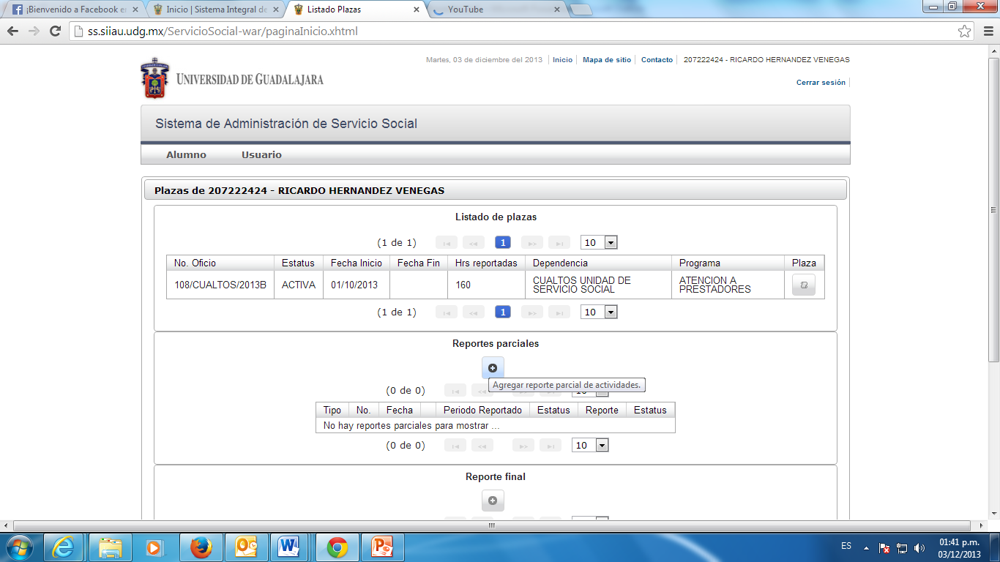 ¡Bienvenido a Facebook en
Inicio | Sistema Integral de
Listado Plazas
YouTube
ss.siiau.udg.mx/ServicioSocial-war/paginaInicio.xhtml
Martes, 03 de diciembre del 2013 Inicio Mapa de sitio Contacto 207222424 - RICARDO HERNANDEZ VENEGAS
UNIVERSIDAD DE GUADALAJARA
Cerrar sesión
Sistema de Administración de Servicio Social
Alumno Usuario
Plazas de 207222424 - RICARDO HERNANDEZ VENEGAS
Listado de plazas
(1 de 1) 1 10
No. Oficio Estatus Fecha Inicio Fecha Fin Hrs reportadas Dependencia Programa Plaza
108/CUALTOS/2013B ACTIVA 01/10/2013 160 CUALTOS UNIDAD DE SERVICIO SOCIAL ATENCION A PRESTADORES
(1 de 1) 1 10
Reportes parciales
Agregar reporte parcial de actividades.
(0 de 0)
Tipo No. Fecha Periodo Reportado Estatus Reporte Estatus
No hay reportes parciales para mostrar ...
(0 de 0) 10
Reporte final
ES
01:41 p.m.
03/12/2013